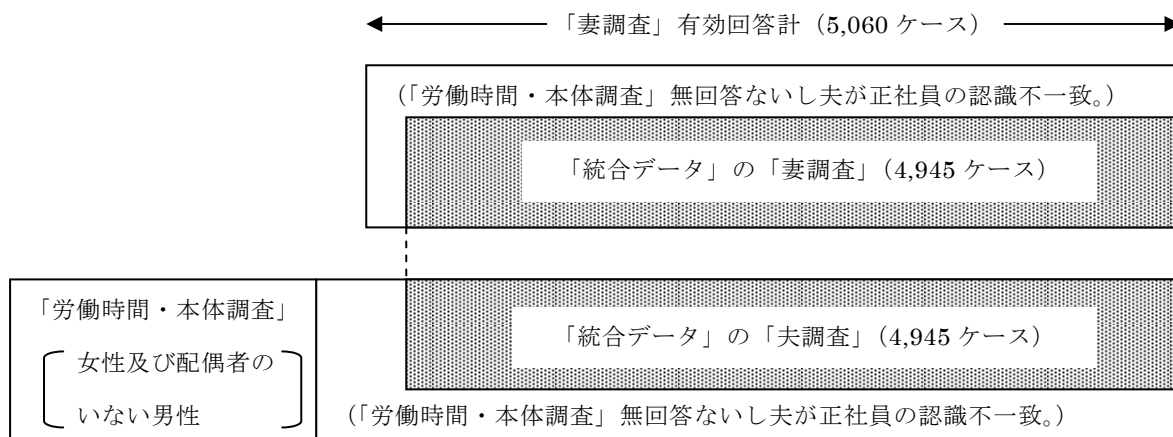 「妻調査」有効回答計(5,060 ケース)
(「労働時間・本体調査」無回答ないし夫が正社員の認識不一致。)
「統合データ」の「妻調査」(4,945 ケース)
「労働時間・本体調査」
女性及び配偶者の
いない男性
「統合データ」の「夫調査」(4,945 ケース)
(「労働時間・本体調査」無回答ないし夫が正社員の認識不一致。)